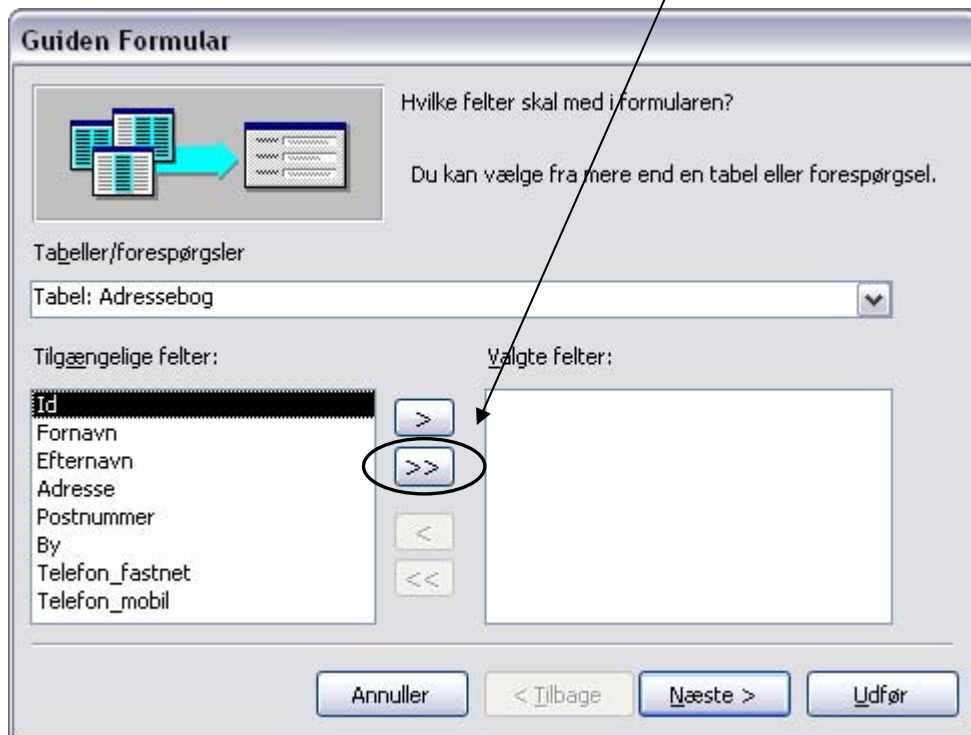 Guiden Formular
Hvilke felter skal med i formularen?
Du kan vælge fra mere end en tabel eller forespørgsel.
Tabeller/forespørgsler
Tabel: Adressebog
Tilgængelige felter:
Valgte felter:
Id
Fornavn
Efternavn
Adresse
Postnummer
By
Telefon_fastnet
Telefon_mobil
>
>>
<
<<
Annuller
< Tilbage
Næste >
Udfør